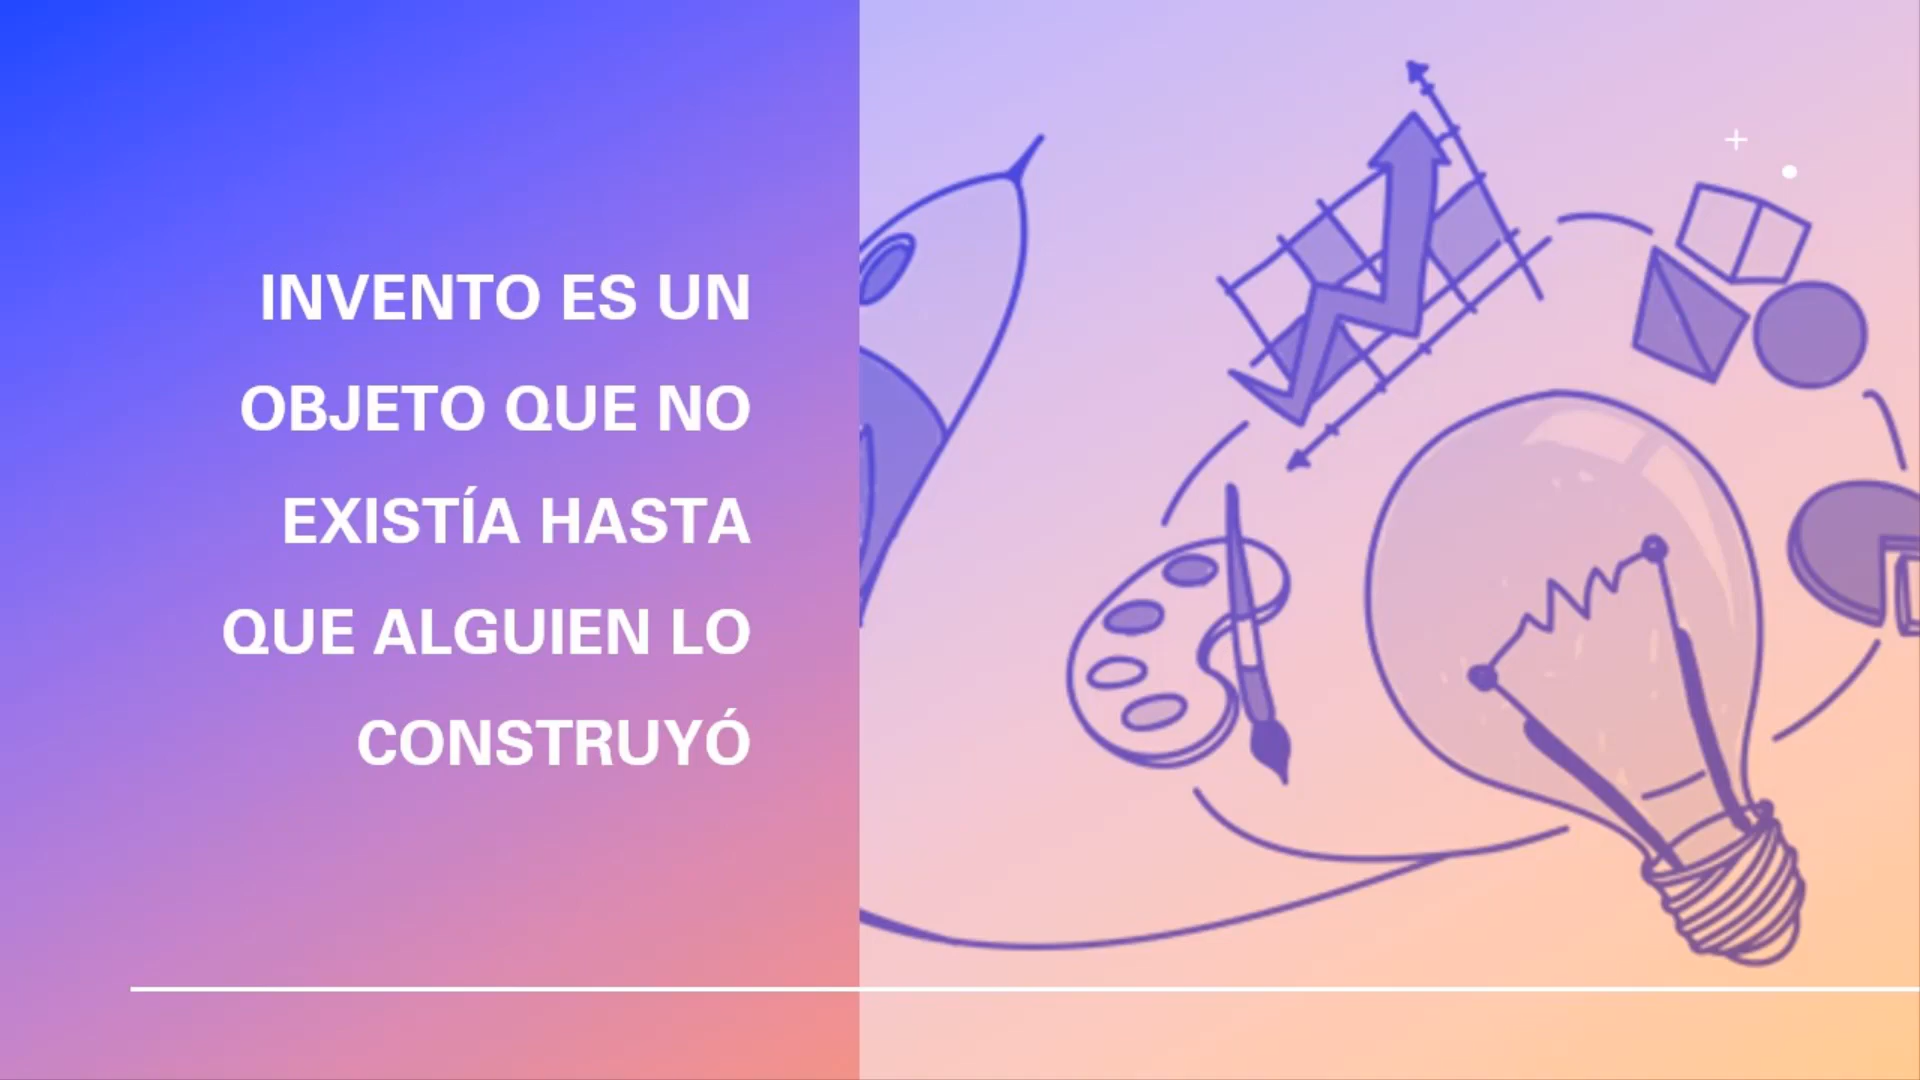 INVENTO ES UN
OBJETO QUE NO
EXISTÍA HASTA
QUE ALGUIEN LO
CONSTRUYÓ